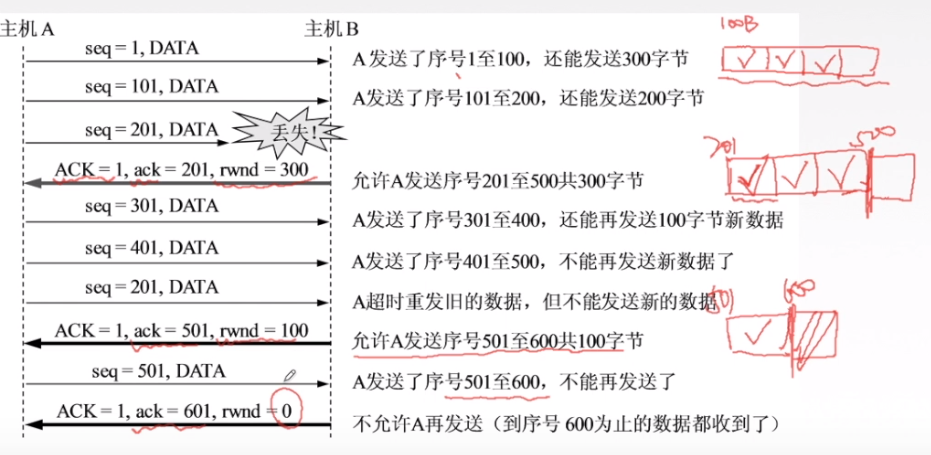 主机A 主机B
100B
seq = 1, DATA
A发送了序号1至100，还能发送300字节
seq = 101, DATA
A发送了序号101至200，还能发送200字节
seq = 201, DATA
丢失！
201 500
ACK = 1, ack = 201, rwnd = 300
允许A发送序号201至500共300字节
seq = 301, DATA
A发送了序号301至400，还能再发送100字节新数据
seq = 401, DATA
A发送了序号401至500，不能再发送新数据了
seq = 201, DATA
A超时重发旧的数据，但不能发送新的数据
501 600
ACK = 1, ack = 501, rwnd = 100
允许A发送序号501至600共100字节
seq = 501, DATA
A发送了序号501至600，不能再发送了
ACK = 1, ack = 601, rwnd = 0
不允许A再发送（到序号 600为止的数据都收到了）